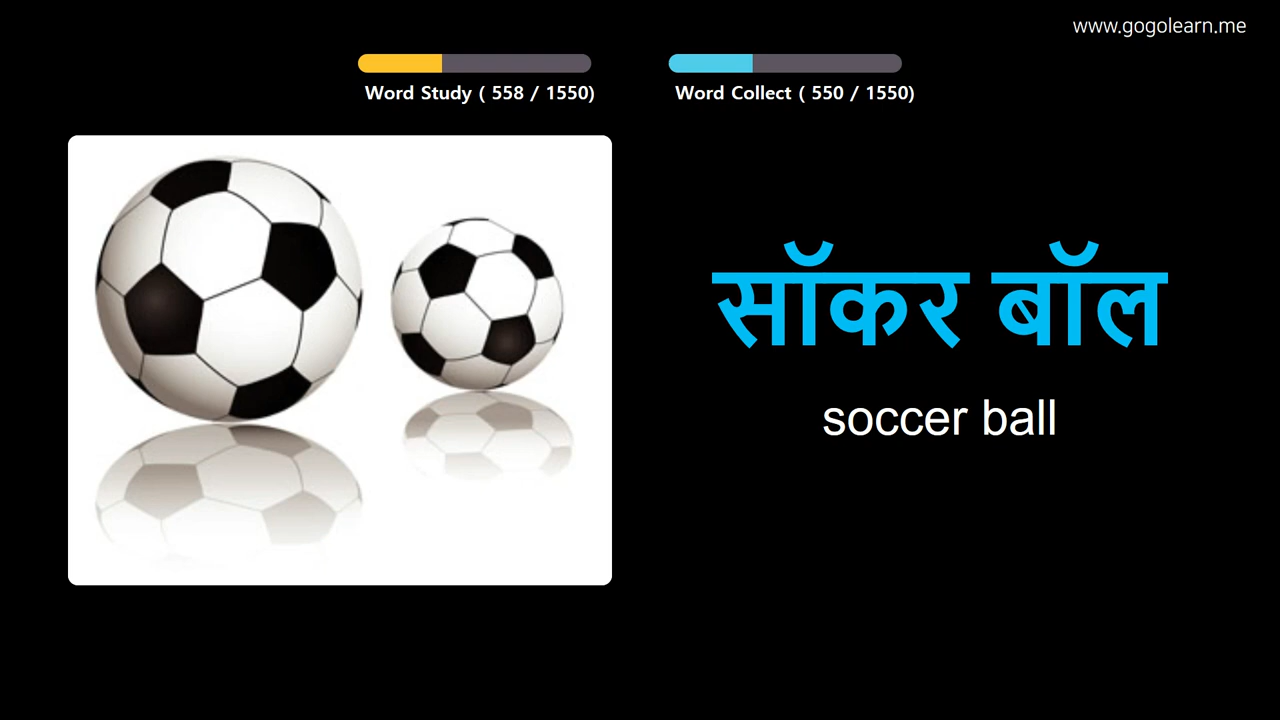 www.gogolearn.me
Word Study ( 558 / 1550)
Word Collect ( 550 / 1550)
सॉकर बॉल
soccer ball